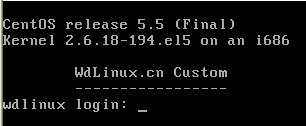 CentOS release 5.5 (Final)
Kernel 2.6.18-194.el5 on an i686
WdLinux.cn Custom
-----------------
wdlinux login: _